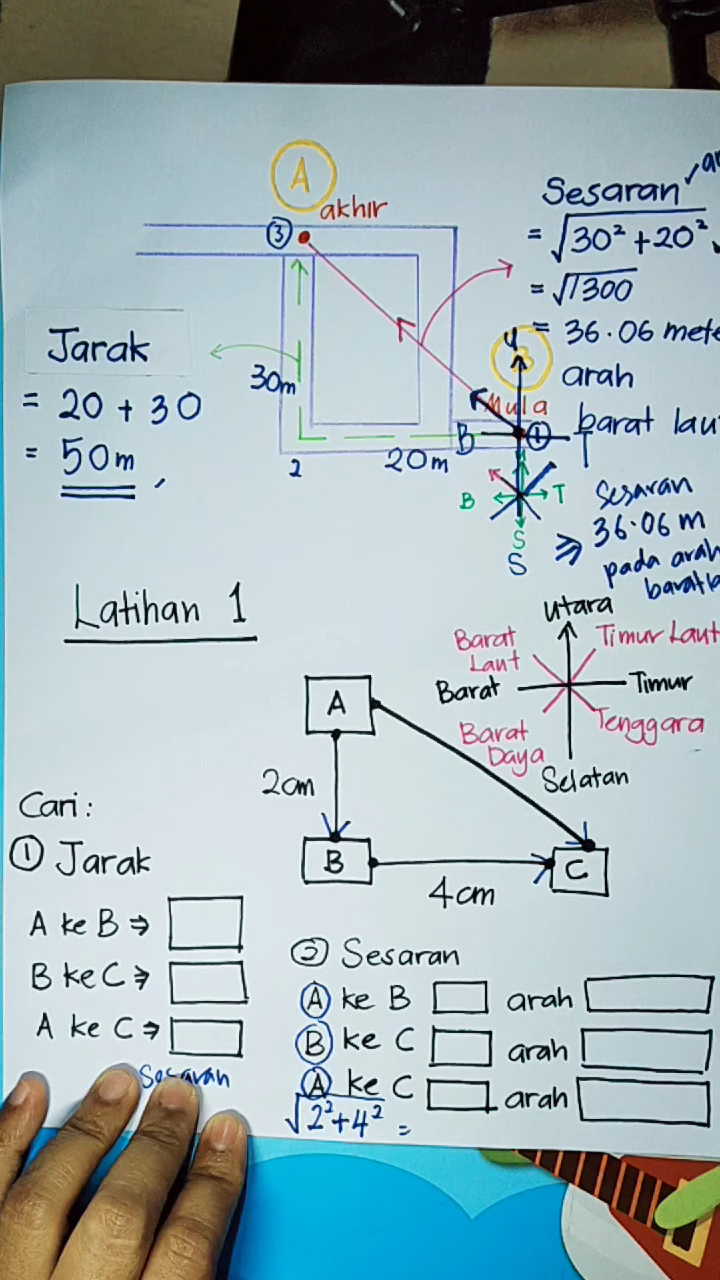 A
akhir
3
Sesaran
= √30² + 20²
= √1300
= 36.06 mete
arah
barat lau
Jarak
= 20 + 30
= 50m
30m
2
20m
Mula
B
1
T
B
T
S
S
Sesaran
36.06 m
pada arah
Latihan 1
Utara
Barat
Laut
Timur Laut
Barat
Timur
Barat
Daya
Tenggara
Selatan
A
2cm
B
4cm
C
Cari:
1 Jarak
A ke B ⇒
B ke C ⇒
A ke C ⇒
Sesaran
2 Sesaran
A ke B arah
B ke C arah
A ke C arah
√2² + 4² =